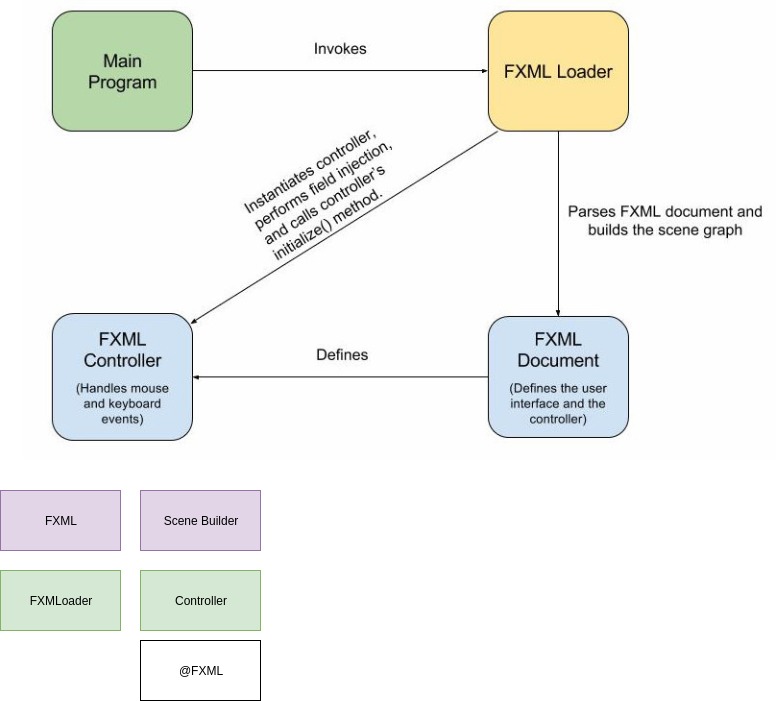 Main
Program
Invokes
FXML Loader
Instantiates controller,
performs field injection,
and calls controller's
initialize() method.
Parses FXML document and
builds the scene graph
FXML
Controller
(Handles mouse
and keyboard
events)
Defines
FXML
Document
(Defines the user
interface and the
controller)
FXML
Scene Builder
FXMLoader
Controller
@FXML